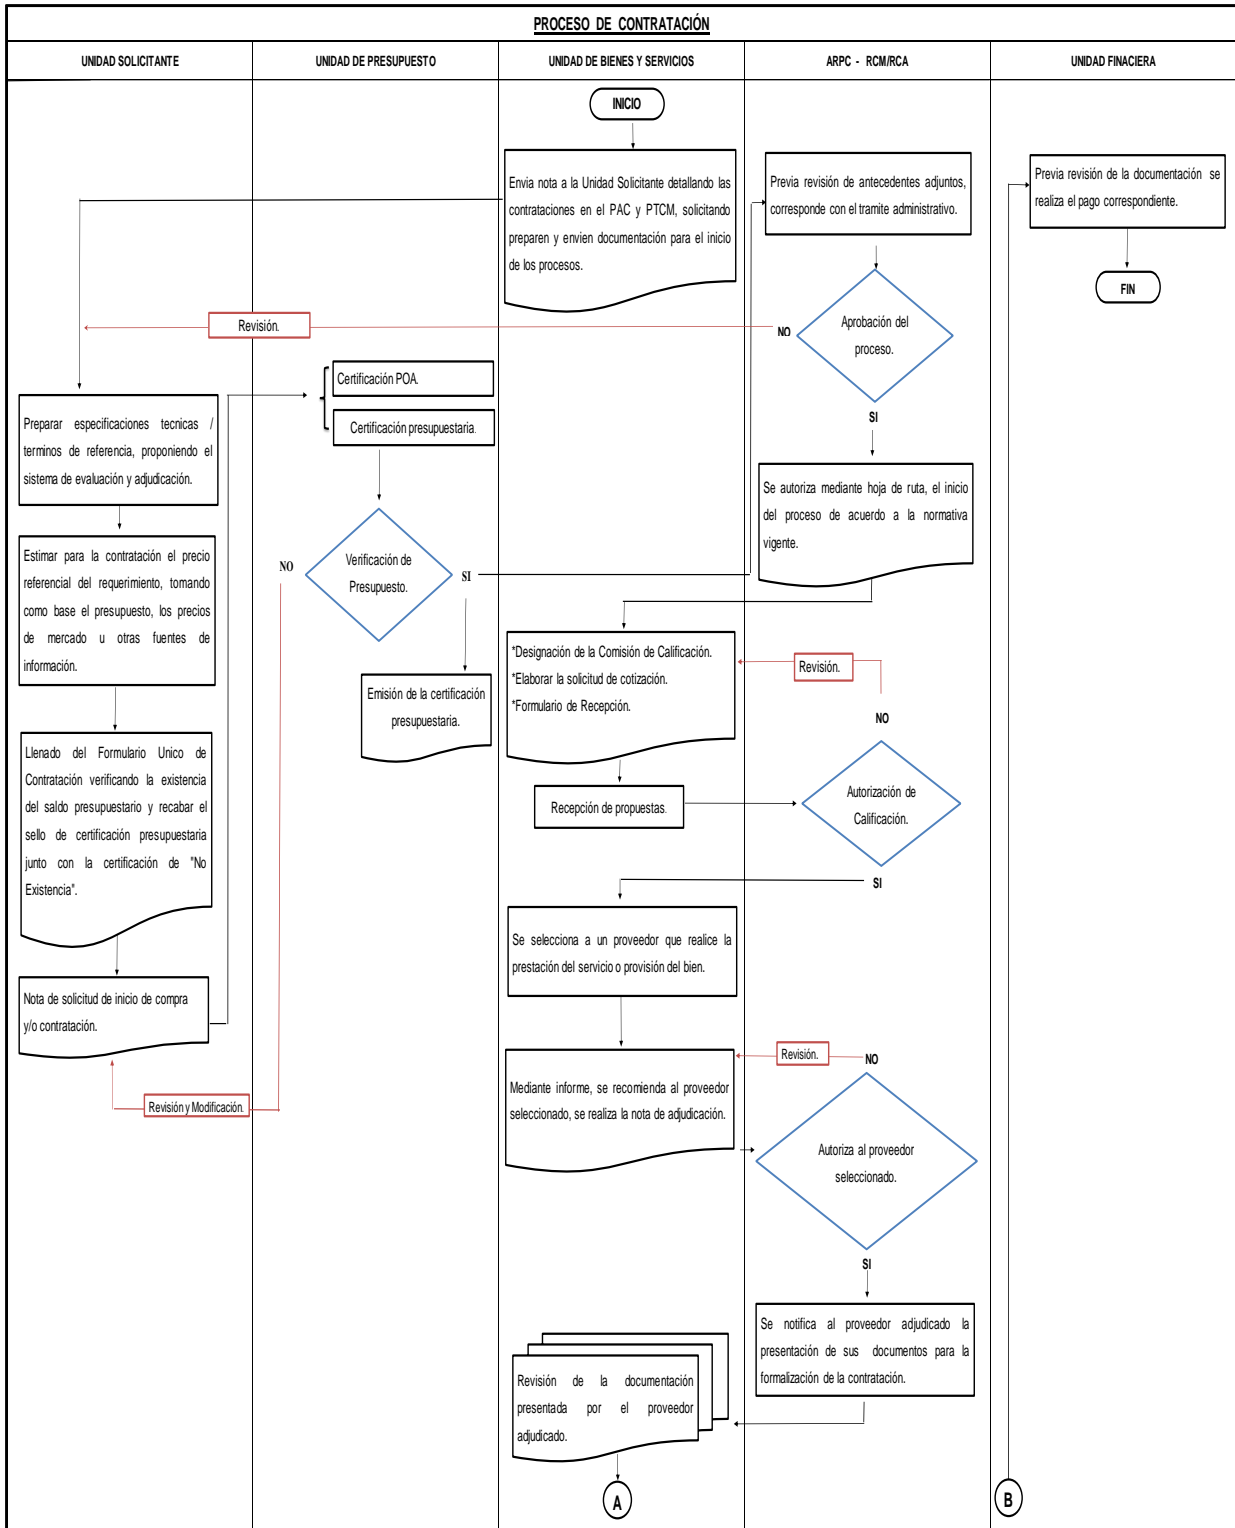 PROCESO DE CONTRATACIÓN
UNIDAD SOLICITANTE
UNIDAD DE PRESUPUESTO
UNIDAD DE BIENES Y SERVICIOS
ARPC - RCM/RCA
UNIDAD FINACIERA
INICIO
Envia nota a la Unidad Solicitante detallando las
contrataciones en el PAC y PTCM, solicitando
preparen y envien documentación para el inicio
de los procesos.
Previa revisión de antecedentes adjuntos,
corresponde con el tramite administrativo.
Previa revisión de la documentación se
realiza el pago correspondiente.
FIN
Aprobación del
proceso.
NO
SI
Revisión.
Certificación POA.
Certificación presupuestaria.
Preparar especificaciones tecnicas /
terminos de referencia, proponiendo el
sistema de evaluación y adjudicación.
Se autoriza mediante hoja de ruta, el inicio
del proceso de acuerdo a la normativa
vigente.
Estimar para la contratación el precio
referencial del requerimiento, tomando
como base el presupuesto, los precios
de mercado u otras fuentes de
información.
NO
Verificación de
Presupuesto.
SI
*Designación de la Comisión de Calificación.
*Elaborar la solicitud de cotización.
*Formulario de Recepción.
Revisión.
NO
Emisión de la certificación
presupuestaria.
Llenado del Formulario Unico de
Contratación verificando la existencia
del saldo presupuestario y recabar el
sello de certificación presupuestaria
junto con la certificación de "No
Existencia".
Recepción de propuestas.
Autorización de
Calificación.
SI
Se selecciona a un proveedor que realice la
prestación del servicio o provisión del bien.
Nota de solicitud de inicio de compra
y/o contratación.
Revisión.
NO
Mediante informe, se recomienda al proveedor
seleccionado, se realiza la nota de adjudicación.
Revisión y Modificación.
Autoriza al proveedor
seleccionado.
SI
Se notifica al proveedor adjudicado la
presentación de sus documentos para la
formalización de la contratación.
Revisión de la documentación
presentada por el proveedor
adjudicado.
A
B